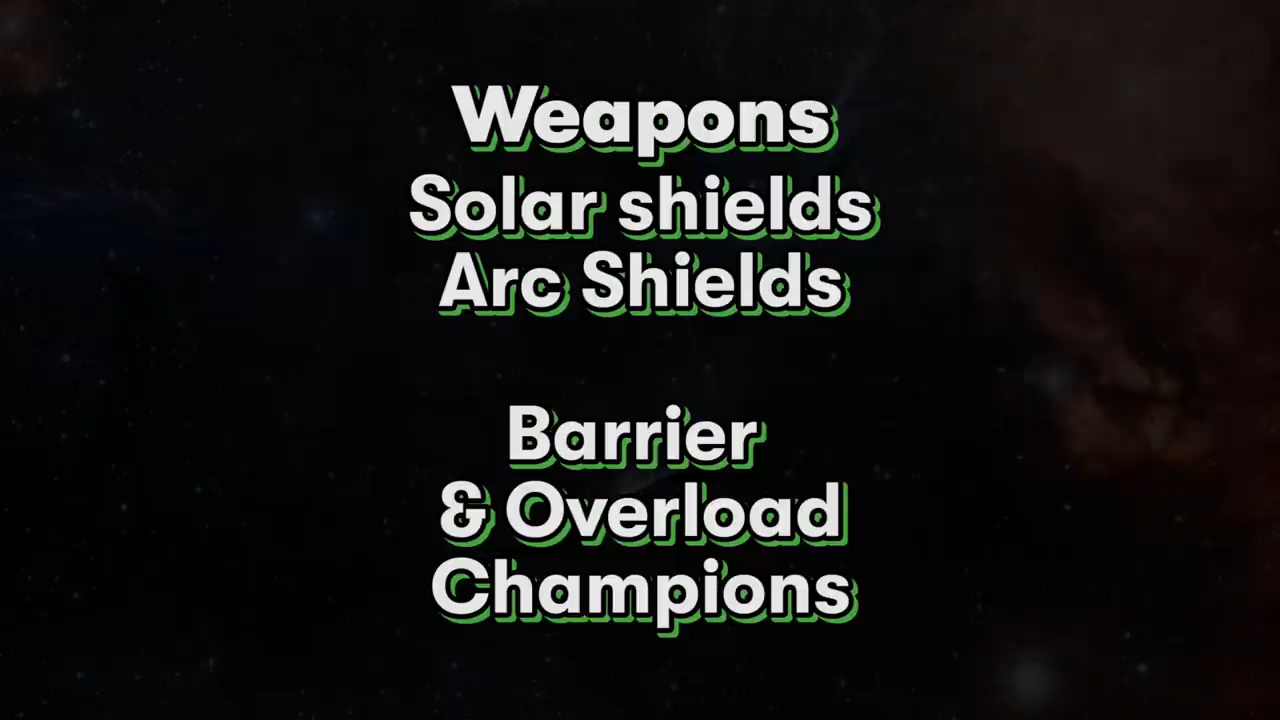 Weapons
Solar shields
Arc Shields
Barrier
& Overload
Champions